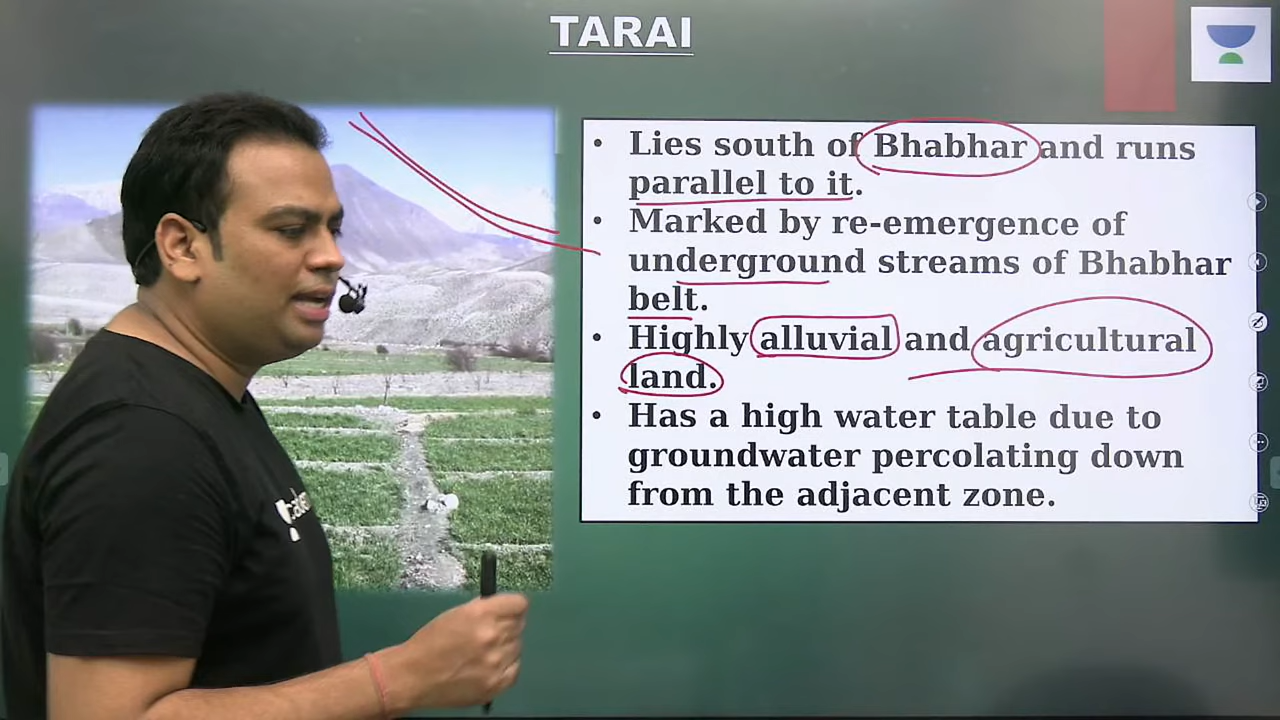 TARAI
• Lies south of Bhabhar and runs
parallel to it.
• Marked by re-emergence of
underground streams of Bhabhar
belt.
• Highly alluvial and agricultural
land.
• Has a high water table due to
groundwater percolating down
from the adjacent zone.